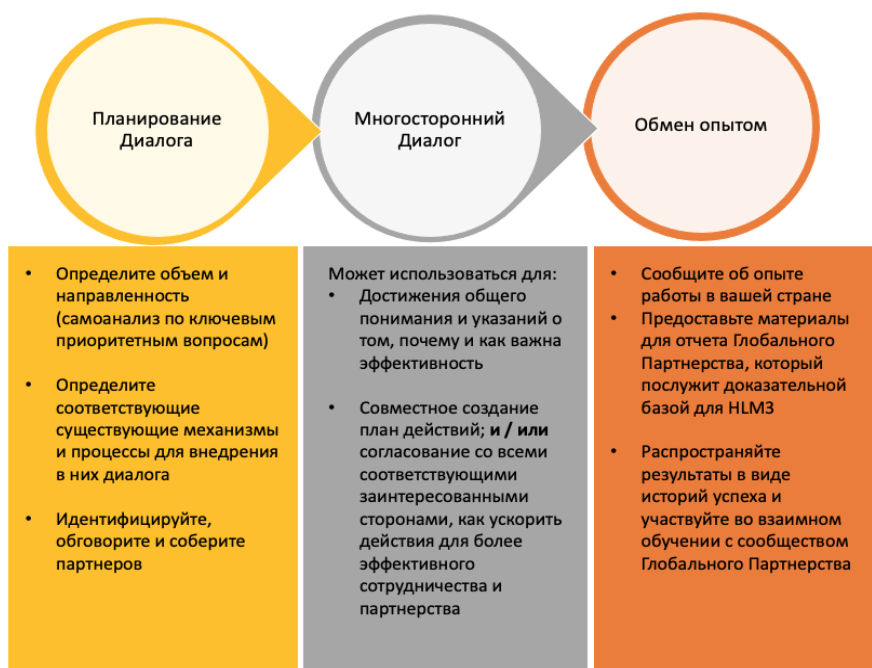 Планирование
Диалога
Многосторонний
Диалог
Обмен опытом
• Определите объем и
направленность
(самоанализ по ключевым
приоритетным вопросам)
• Определите
соответствующие
существующие механизмы
и процессы для внедрения
в них диалога
• Идентифицируйте,
обговорите и соберите
партнеров
Может использоваться для:
• Достижения общего
понимания и указаний о
том, почему и как важна
эффективность
• Совместное создание
план действий; и / или
согласование со всеми
соответствующими
заинтересованными
сторонами, как ускорить
действия для более
эффективного
сотрудничества и
партнерства
• Сообщите об опыте
работы в вашей стране
• Предоставьте материалы
для отчета Глобального
Партнерства, который
послужит доказательной
базой для HLM3
• Распространяйте
результаты в виде
историй успеха и
участвуйте во взаимном
обучении с сообществом
Глобального Партнерства